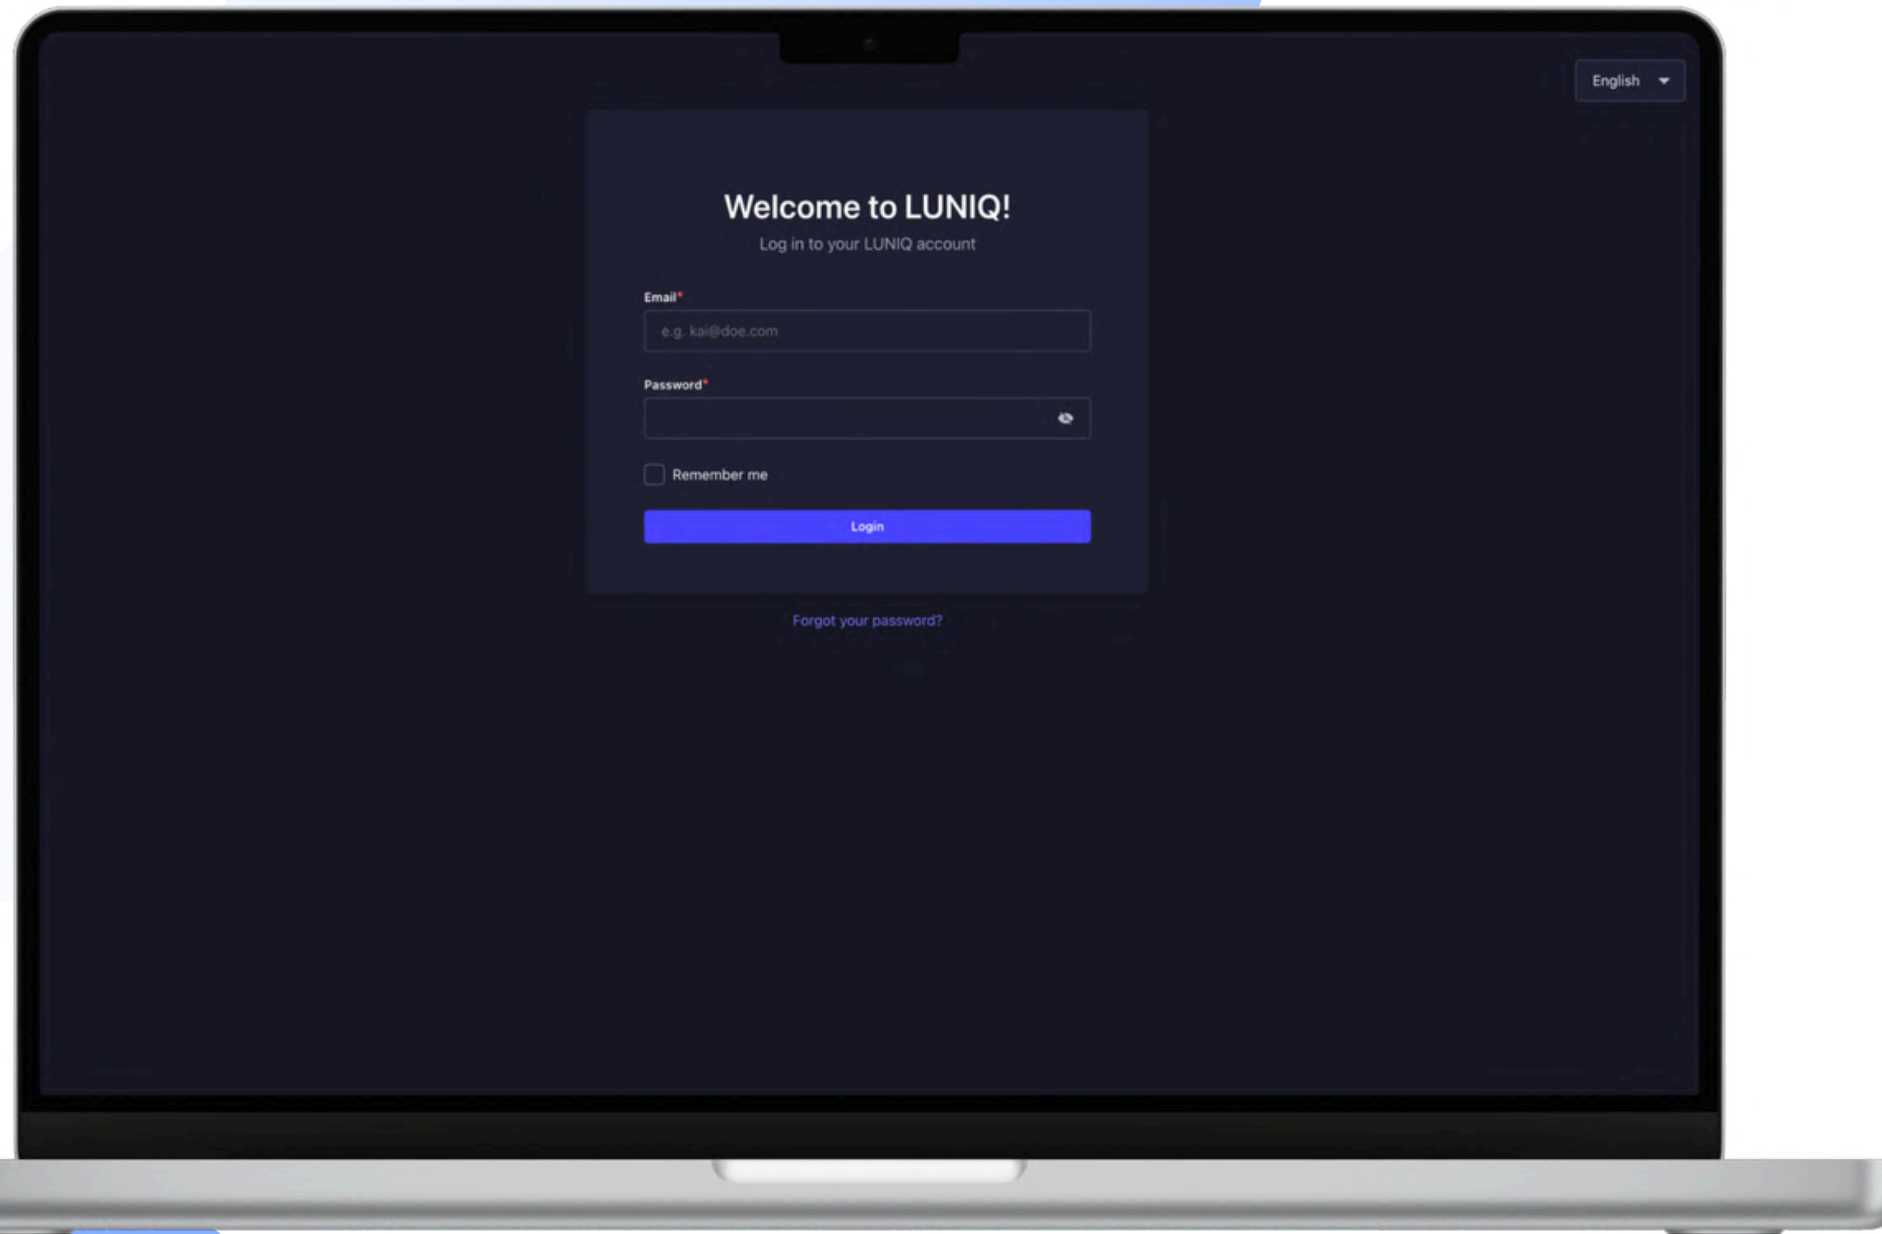 English
Welcome to LUNIQ!
Log in to your LUNIQ account
Email*
e.g. kai@doe.com
Password*
Remember me
Login
Forgot your password?